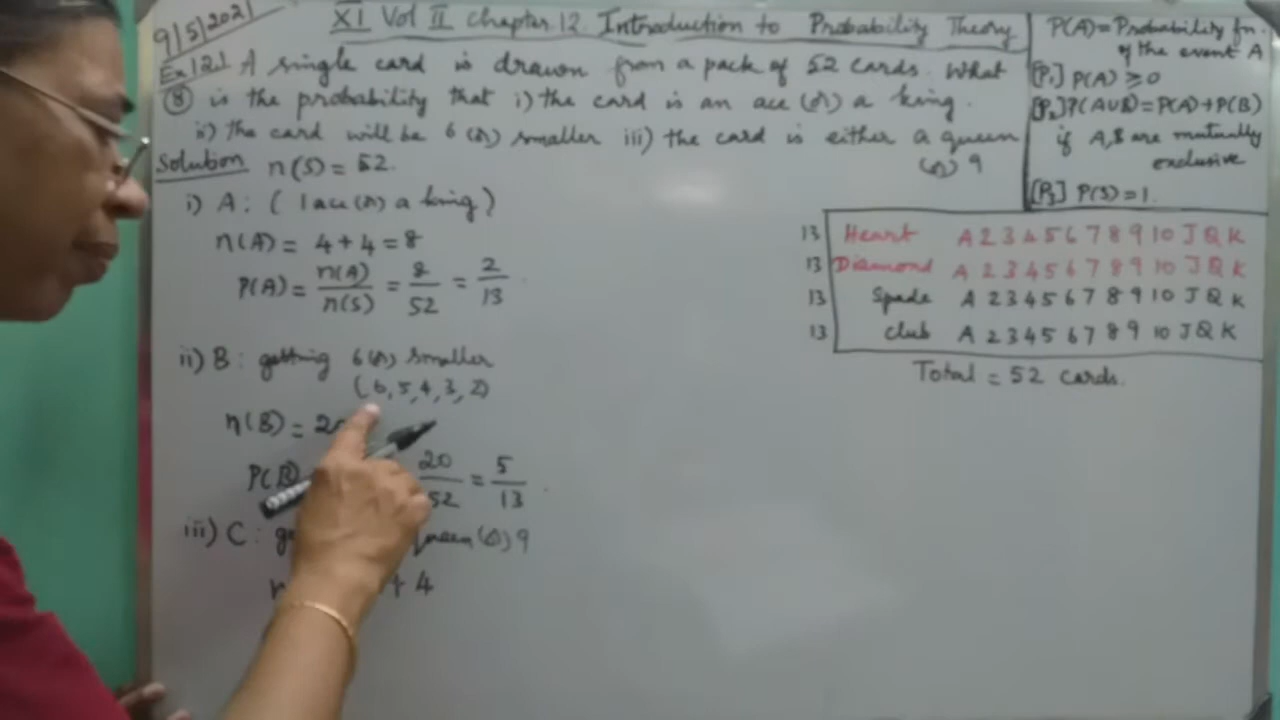 9/5/2021
XI Vol II Chapter.12. Introduction to Probability Theory
Ex 12.1 A single card is drawn from a pack of 52 cards. What
⑧ is the probability that i) the card is an ace (or) a king.
ii) the card will be 6 (or) smaller iii) the card is either a queen
(or) 9
Solution n(S) = 52.
i) A : (1 ace (or) a king)
n(A) = 4 + 4 = 8
P(A) = n(A)/n(S) = 8/52 = 2/13
ii) B : getting 6 (or) smaller
(6, 5, 4, 3, 2)
n(B) = 20
P(B) 20/52 = 5/13
iii) C : queen (or) 9
+ 4
P(A) = Probability fn.
of the event A
[P₁] P(A) ≥ 0
[P₂] P(A∪B) = P(A) + P(B)
if A, B are mutually
exclusive
[P₃] P(S) = 1.
13 Heart A 2 3 4 5 6 7 8 9 10 J Q K
13 Diamond A 2 3 4 5 6 7 8 9 10 J Q K
13 Spade A 2 3 4 5 6 7 8 9 10 J Q K
13 Club A 2 3 4 5 6 7 8 9 10 J Q K
Total = 52 cards.